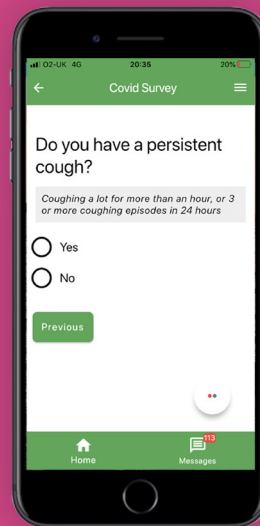 O2-UK 4G 20:35 20%
Covid Survey
Do you have a persistent
cough?
Coughing a lot for more than an hour, or 3
or more coughing episodes in 24 hours
Yes
No
Previous
113
Home Messages